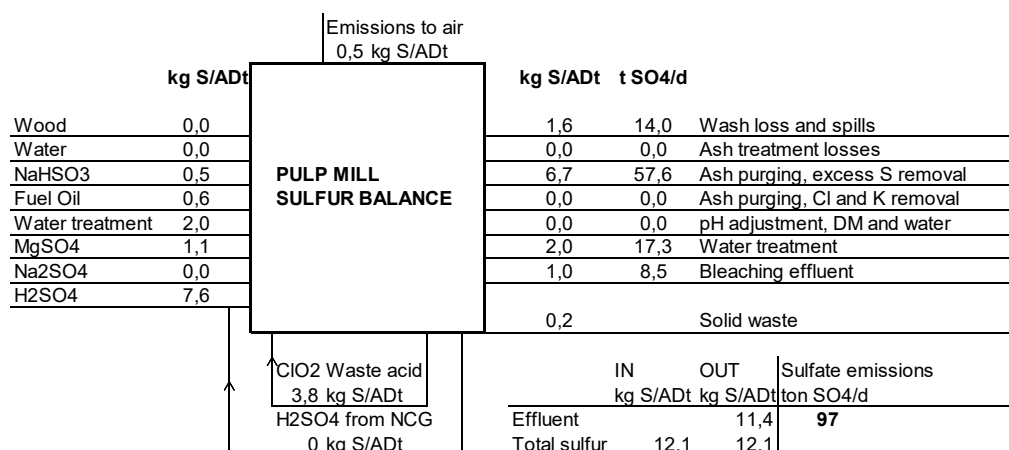 Emissions to air
0,5 kg S/ADt
kg S/ADt kg S/ADt t SO4/d
Wood 0,0 1,6 14,0 Wash loss and spills
Water 0,0 0,0 0,0 Ash treatment losses
NaHSO3 0,5 PULP MILL 6,7 57,6 Ash purging, excess S removal
Fuel Oil 0,6 SULFUR BALANCE 0,0 0,0 Ash purging, Cl and K removal
Water treatment 2,0 0,0 0,0 pH adjustment, DM and water
MgSO4 1,1 2,0 17,3 Water treatment
Na2SO4 0,0 1,0 8,5 Bleaching effluent
H2SO4 7,6
0,2 Solid waste
ClO2 Waste acid IN OUT Sulfate emissions
3,8 kg S/ADt kg S/ADt kg S/ADt ton SO4/d
H2SO4 from NCG Effluent 11,4 97
0 kg S/ADt Total sulfur 12,1 12,1